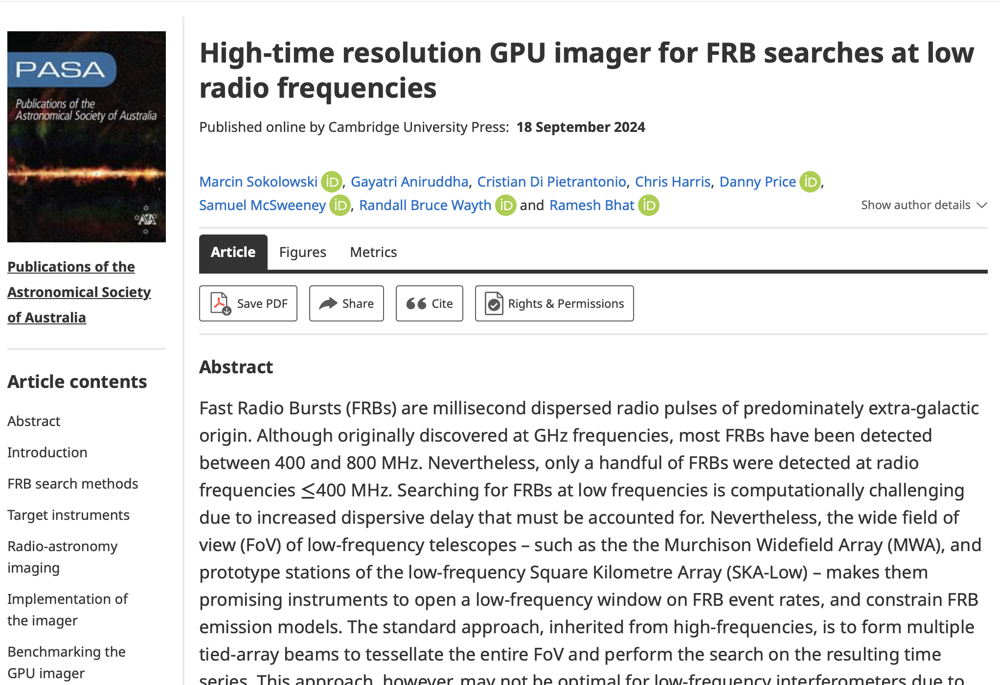 PASA
Publications of the
Astronomical Society of Australia
Publications of the
Astronomical Society
of Australia
Article contents
Abstract
Introduction
FRB search methods
Target instruments
Radio-astronomy
imaging
Implementation of
the imager
Benchmarking the
GPU imager
High-time resolution GPU imager for FRB searches at low
radio frequencies
Published online by Cambridge University Press: 18 September 2024
Marcin Sokolowski iD, Gayatri Aniruddha, Cristian Di Pietrantonio, Chris Harris, Danny Price iD,
Samuel McSweeney iD, Randall Bruce Wayth iD and Ramesh Bhat iD
Show author details
Article Figures Metrics
Save PDF Share Cite Rights & Permissions
Abstract
Fast Radio Bursts (FRBs) are millisecond dispersed radio pulses of predominately extra-galactic
origin. Although originally discovered at GHz frequencies, most FRBs have been detected
between 400 and 800 MHz. Nevertheless, only a handful of FRBs were detected at radio
frequencies ≤400 MHz. Searching for FRBs at low frequencies is computationally challenging
due to increased dispersive delay that must be accounted for. Nevertheless, the wide field of
view (FoV) of low-frequency telescopes – such as the the Murchison Widefield Array (MWA), and
prototype stations of the low-frequency Square Kilometre Array (SKA-Low) – makes them
promising instruments to open a low-frequency window on FRB event rates, and constrain FRB
emission models. The standard approach, inherited from high-frequencies, is to form multiple
tied-array beams to tessellate the entire FoV and perform the search on the resulting time
series. This approach, however, may not be optimal for low-frequency interferometers due to